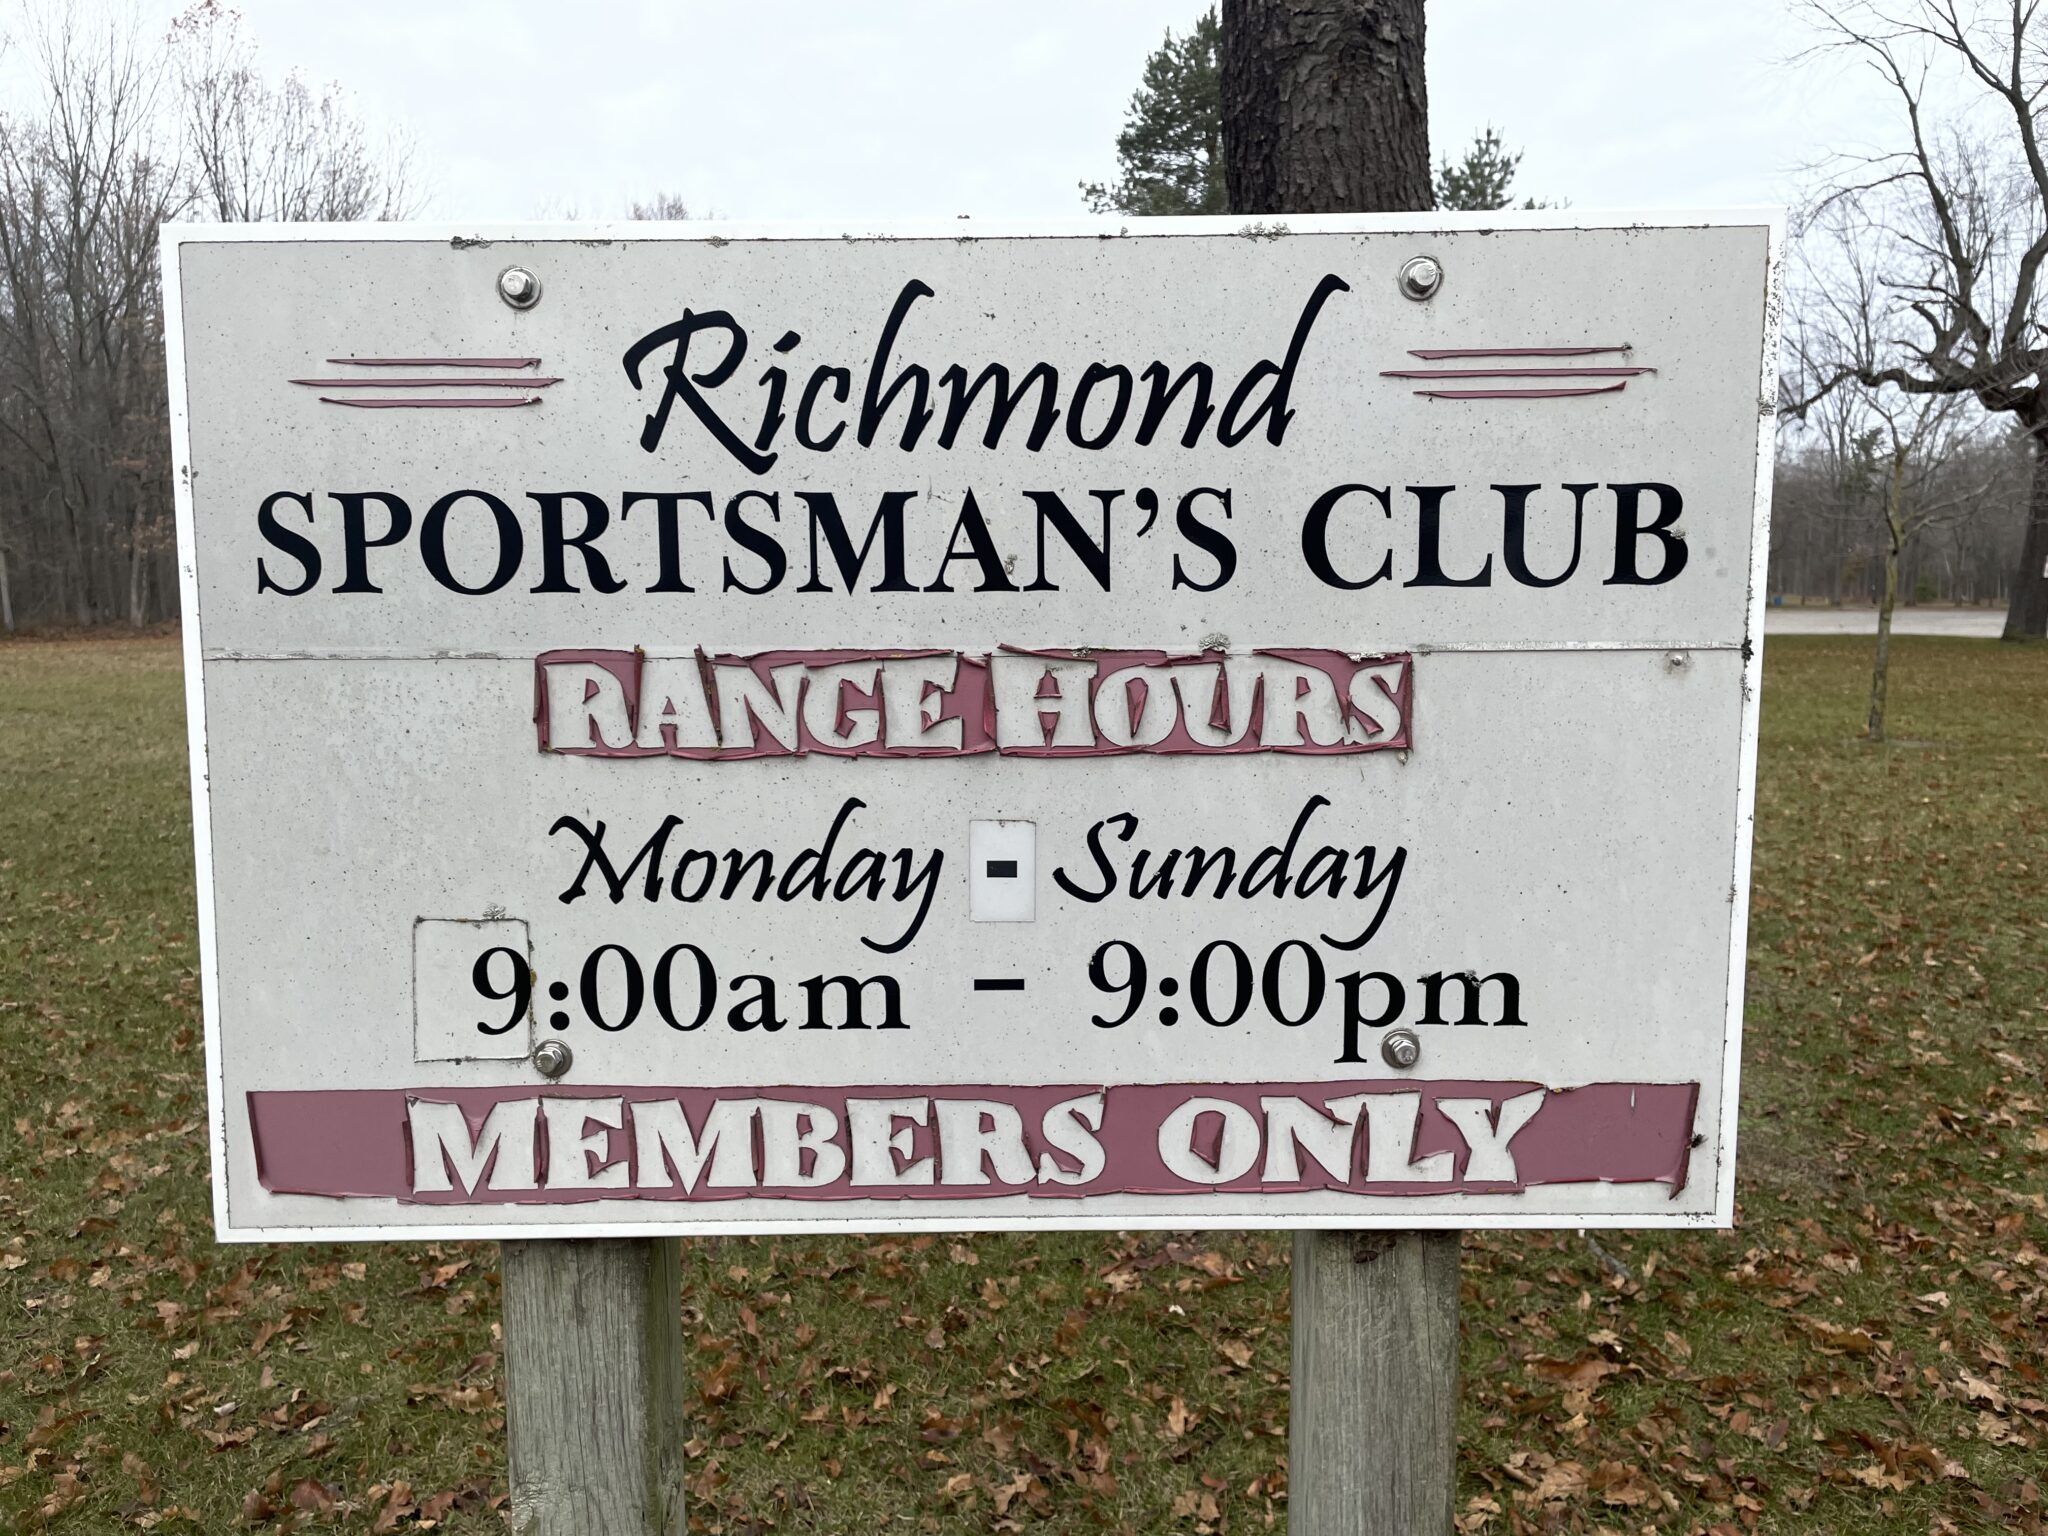 Richmond
SPORTSMAN'S CLUB
RANGE HOURS
Monday - Sunday
9:00am - 9:00pm
MEMBERS ONLY